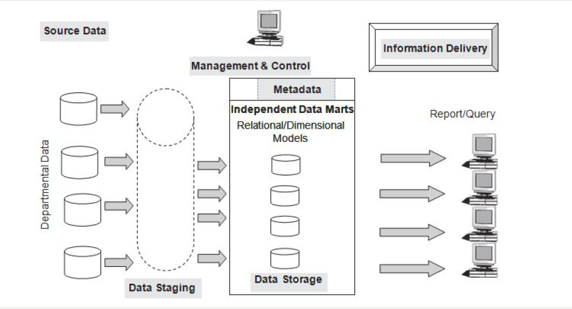 Source Data
Management & Control
Information Delivery
Metadata
Independent Data Marts
Relational/Dimensional
Models
Report/Query
Departmental Data
Data Staging
Data Storage